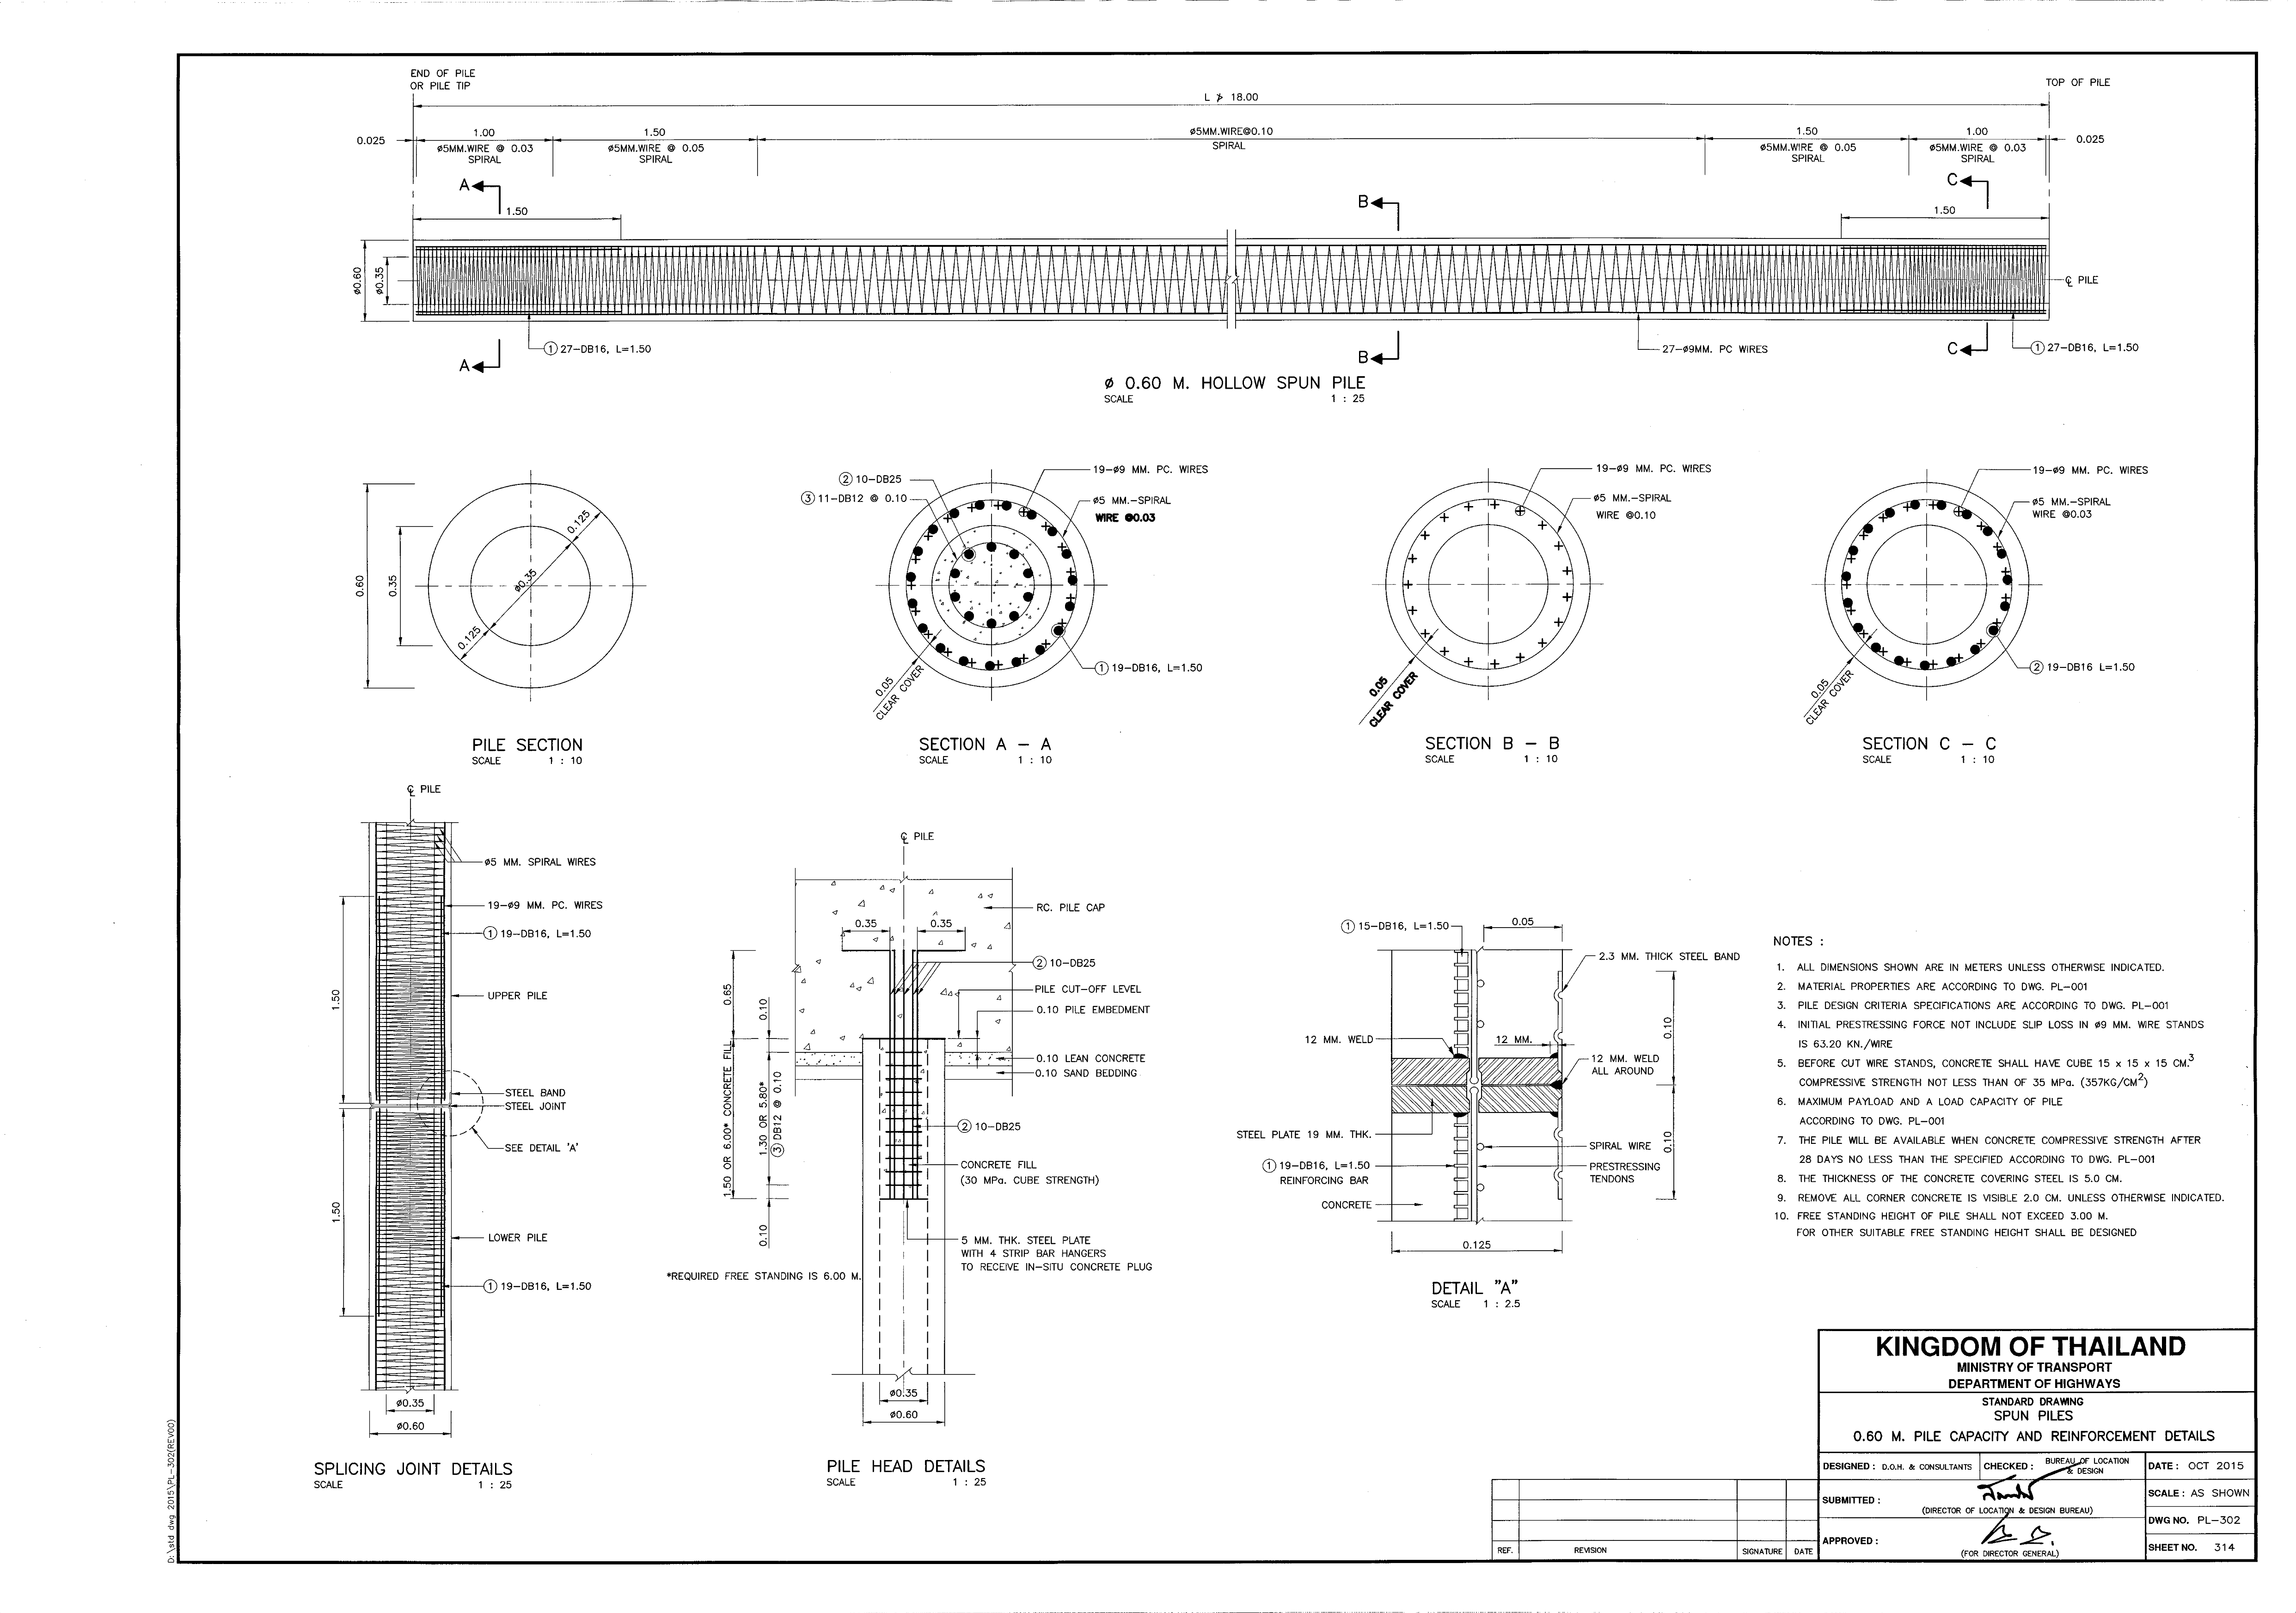 END OF PILE
OR PILE TIP
TOP OF PILE
L ≯ 18.00
0.025
1.00
ø5MM.WIRE @ 0.03
SPIRAL
1.50
ø5MM.WIRE @ 0.05
SPIRAL
ø5MM.WIRE@0.10
SPIRAL
1.50
ø5MM.WIRE @ 0.05
SPIRAL
1.00
ø5MM.WIRE @ 0.03
SPIRAL
0.025
A
B
C
1.50
1.50
ø0.60
ø0.35
℄ PILE
1 27-DB16, L=1.50
27-ø9MM. PC WIRES
1 27-DB16, L=1.50
A
B
C
ø 0.60 M. HOLLOW SPUN PILE
SCALE 1 : 25
0.60
0.35
0.125
ø0.35
0.125
PILE SECTION
SCALE 1 : 10
2 10-DB25
3 11-DB12 @ 0.10
19-ø9 MM. PC. WIRES
ø5 MM.-SPIRAL
WIRE @0.03
1 19-DB16, L=1.50
0.05
CLEAR COVER
SECTION A - A
SCALE 1 : 10
19-ø9 MM. PC. WIRES
ø5 MM.-SPIRAL
WIRE @0.10
0.05
CLEAR COVER
SECTION B - B
SCALE 1 : 10
19-ø9 MM. PC. WIRES
ø5 MM.-SPIRAL
WIRE @0.03
2 19-DB16 L=1.50
0.05
CLEAR COVER
SECTION C - C
SCALE 1 : 10
℄ PILE
ø5 MM. SPIRAL WIRES
19-ø9 MM. PC. WIRES
1 19-DB16, L=1.50
1.50
UPPER PILE
STEEL BAND
STEEL JOINT
SEE DETAIL 'A'
1.50
LOWER PILE
1 19-DB16, L=1.50
ø0.35
ø0.60
SPLICING JOINT DETAILS
SCALE 1 : 25
℄ PILE
RC. PILE CAP
0.35
0.35
2 10-DB25
PILE CUT-OFF LEVEL
0.10 PILE EMBEDMENT
0.65
0.10
0.10 LEAN CONCRETE
0.10 SAND BEDDING
1.50 OR 6.00* CONCRETE FILL
1.30 OR 5.80*
3 DB12 @ 0.10
2 10-DB25
CONCRETE FILL
(30 MPa. CUBE STRENGTH)
0.10
5 MM. THK. STEEL PLATE
WITH 4 STRIP BAR HANGERS
TO RECEIVE IN-SITU CONCRETE PLUG
*REQUIRED FREE STANDING IS 6.00 M.
ø0.35
ø0.60
PILE HEAD DETAILS
SCALE 1 : 25
1 15-DB16, L=1.50
0.05
2.3 MM. THICK STEEL BAND
0.10
12 MM. WELD
12 MM.
12 MM. WELD
ALL AROUND
STEEL PLATE 19 MM. THK.
0.10
SPIRAL WIRE
1 19-DB16, L=1.50
REINFORCING BAR
PRESTRESSING
TENDONS
CONCRETE
0.125
DETAIL "A"
SCALE 1 : 2.5
NOTES :
1. ALL DIMENSIONS SHOWN ARE IN METERS UNLESS OTHERWISE INDICATED.
2. MATERIAL PROPERTIES ARE ACCORDING TO DWG. PL-001
3. PILE DESIGN CRITERIA SPECIFICATIONS ARE ACCORDING TO DWG. PL-001
4. INITIAL PRESTRESSING FORCE NOT INCLUDE SLIP LOSS IN ø9 MM. WIRE STANDS
IS 63.20 KN./WIRE
5. BEFORE CUT WIRE STANDS, CONCRETE SHALL HAVE CUBE 15 x 15 x 15 CM.³
COMPRESSIVE STRENGTH NOT LESS THAN OF 35 MPa. (357KG/CM²)
6. MAXIMUM PAYLOAD AND A LOAD CAPACITY OF PILE
ACCORDING TO DWG. PL-001
7. THE PILE WILL BE AVAILABLE WHEN CONCRETE COMPRESSIVE STRENGTH AFTER
28 DAYS NO LESS THAN THE SPECIFIED ACCORDING TO DWG. PL-001
8. THE THICKNESS OF THE CONCRETE COVERING STEEL IS 5.0 CM.
9. REMOVE ALL CORNER CONCRETE IS VISIBLE 2.0 CM. UNLESS OTHERWISE INDICATED.
10. FREE STANDING HEIGHT OF PILE SHALL NOT EXCEED 3.00 M.
FOR OTHER SUITABLE FREE STANDING HEIGHT SHALL BE DESIGNED
KINGDOM OF THAILAND
MINISTRY OF TRANSPORT
DEPARTMENT OF HIGHWAYS
STANDARD DRAWING
SPUN PILES
0.60 M. PILE CAPACITY AND REINFORCEMENT DETAILS
DESIGNED : D.O.H. & CONSULTANTS
CHECKED : BUREAU OF LOCATION
& DESIGN
DATE : OCT 2015
SUBMITTED :
(DIRECTOR OF LOCATION & DESIGN BUREAU)
SCALE : AS SHOWN
DWG NO. PL-302
APPROVED :
(FOR DIRECTOR GENERAL)
SHEET NO. 314
REF. REVISION SIGNATURE DATE
D:\std dwg 2015\PL-302(REV00)